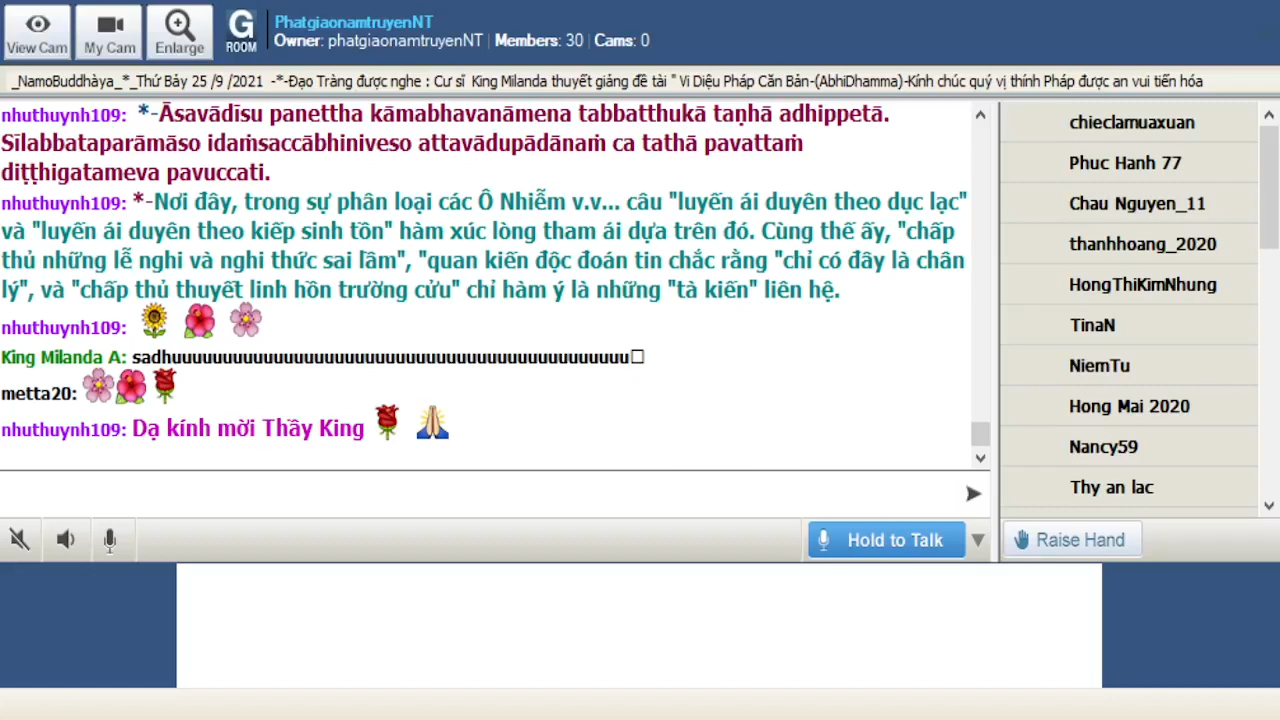 View Cam
My Cam
Enlarge
G
ROOM
PhatgiaonamtruyenNT
Owner: phatgiaonamtruyenNT | Members: 30 | Cams: 0
_NamoBuddhàya_*_Thứ Bảy 25 /9 /2021 -*-Đạo Tràng được nghe : Cư sĩ King Milanda thuyết giảng đề tài " Vi Diệu Pháp Căn Bản-(AbhiDhamma)-Kính chúc quý vị thính Pháp được an vui tiến hóa
nhuthuynh109: *-Āsavādīsu panettha kāmabhavanāmena tabbatthukā taṇhā adhippetā.
Sīlabbataparāmāso idaṁsaccābhiniveso attavādupādānaṁ ca tathā pavattaṁ
diṭṭhigatameva pavuccati.
nhuthuynh109: *-Nơi đây, trong sự phân loại các Ô Nhiễm v.v... câu "luyến ái duyên theo dục lạc"
và "luyến ái duyên theo kiếp sinh tồn" hàm xúc lòng tham ái dựa trên đó. Cùng thế ấy, "chấp
thủ những lễ nghi và nghi thức sai lầm", "quan kiến độc đoán tin chắc rằng "chỉ có đây là chân
lý", và "chấp thủ thuyết linh hồn trường cửu" chỉ hàm ý là những "tà kiến" liên hệ.
nhuthuynh109: 🌻 🌺 🌸
King Milanda A: sadhuuuuuuuuuuuuuuuuuuuuuuuuuuuuuuuuuuuuuuuuuuuuu□
metta20: 🌸🌺🌹
nhuthuynh109: Dạ kính mời Thầy King 🌹 🙏
chieclamuaxuan
Phuc Hanh 77
Chau Nguyen_11
thanhhoang_2020
HongThiKimNhung
TinaN
NiemTu
Hong Mai 2020
Nancy59
Thy an lac
Hold to Talk
Raise Hand